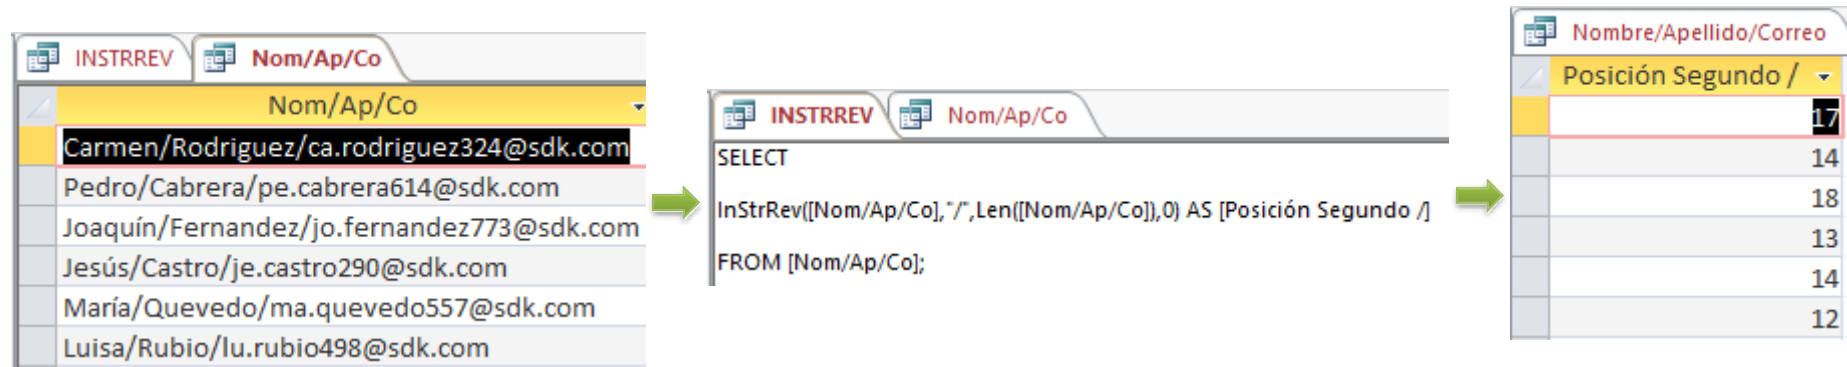 INSTRREV
Nom/Ap/Co
Nom/Ap/Co
Carmen/Rodriguez/ca.rodriguez324@sdk.com
Pedro/Cabrera/pe.cabrera614@sdk.com
Joaquín/Fernandez/jo.fernandez773@sdk.com
Jesús/Castro/je.castro290@sdk.com
María/Quevedo/ma.quevedo557@sdk.com
Luisa/Rubio/lu.rubio498@sdk.com
INSTRREV
Nom/Ap/Co
SELECT
InStrRev([Nom/Ap/Co],"/",Len([Nom/Ap/Co]),0) AS [Posición Segundo /]
FROM [Nom/Ap/Co];
Nombre/Apellido/Correo
Posición Segundo /
17
14
18
13
14
12